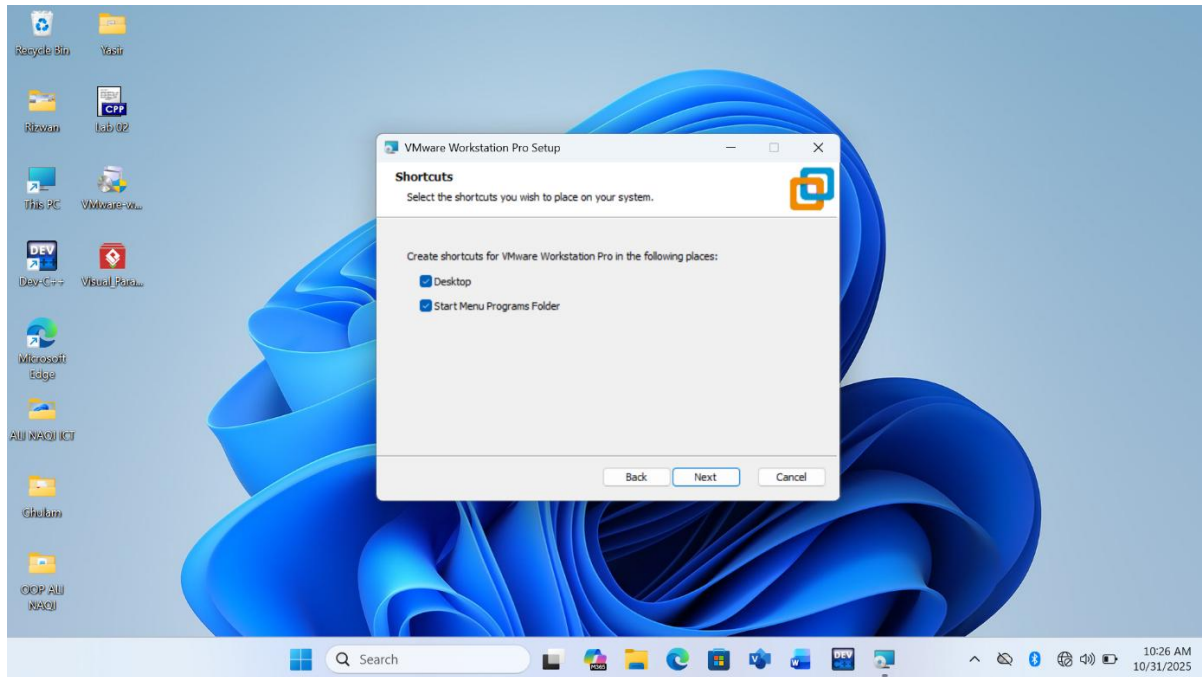 Recycle Bin
Yasir
Rizwan
CPP
Lab 02
This PC
VMware-w...
DEV
Dev-C++
Visual_Para...
Microsoft
Edge
ALI NAQI ICT
Ghulam
OOP ALI
NAQI
VMware Workstation Pro Setup
Shortcuts
Select the shortcuts you wish to place on your system.
Create shortcuts for VMware Workstation Pro in the following places:
Desktop
Start Menu Programs Folder
Back
Next
Cancel
Search
M365
DEV
10:26 AM
10/31/2025